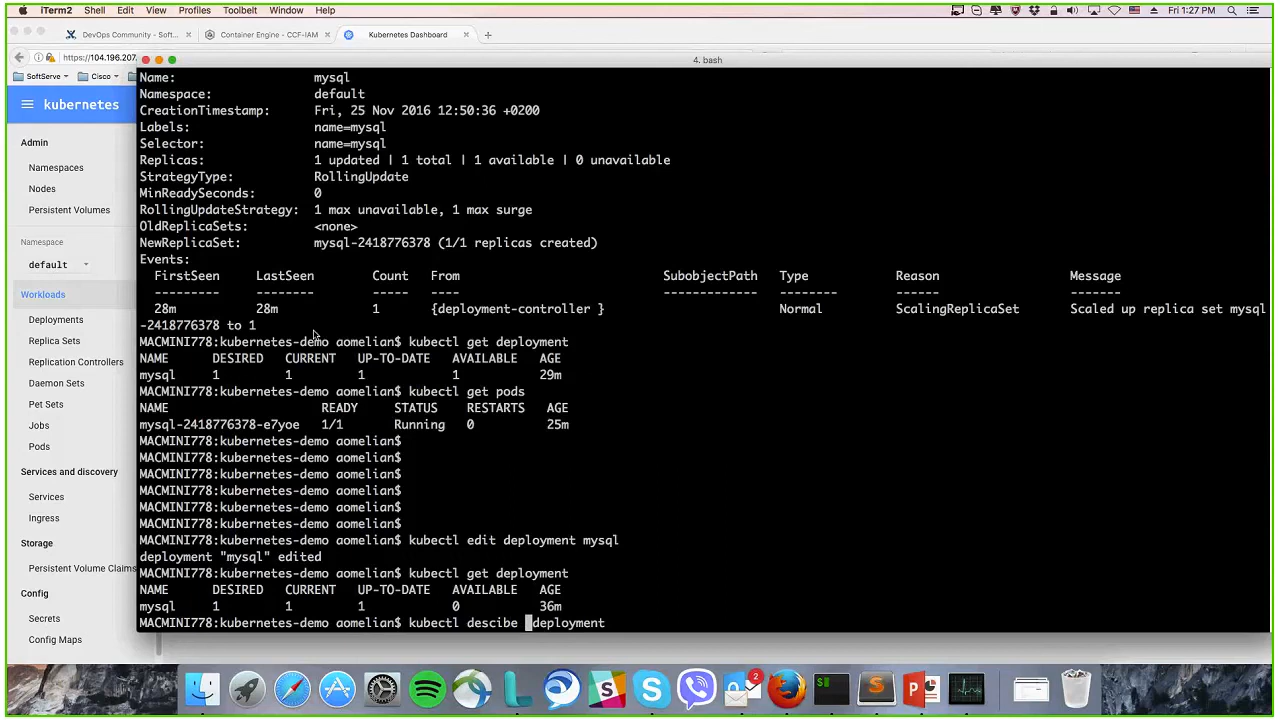 iTerm2 Shell Edit View Profiles Toolbelt Window Help Fri 1:27 PM
DevOps Community - Soft... Container Engine - CCF-IAM Kubernetes Dashboard
https://104.196.207.
4. bash
SoftServe Cisco
kubernetes
Admin
Namespaces
Nodes
Persistent Volumes
Namespace
default
Workloads
Deployments
Replica Sets
Replication Controllers
Daemon Sets
Pet Sets
Jobs
Pods
Services and discovery
Services
Ingress
Storage
Persistent Volume Claims
Config
Secrets
Config Maps
Name: mysql
Namespace: default
CreationTimestamp: Fri, 25 Nov 2016 12:50:36 +0200
Labels: name=mysql
Selector: name=mysql
Replicas: 1 updated | 1 total | 1 available | 0 unavailable
StrategyType: RollingUpdate
MinReadySeconds: 0
RollingUpdateStrategy: 1 max unavailable, 1 max surge
OldReplicaSets: <none>
NewReplicaSet: mysql-2418776378 (1/1 replicas created)
Events:
FirstSeen LastSeen Count From SubobjectPath Type Reason Message
--------- -------- ----- ---- ------------- -------- ------ -------
28m 28m 1 {deployment-controller } Normal ScalingReplicaSet Scaled up replica set mysql
-2418776378 to 1
MACMINI778:kubernetes-demo aomelian$ kubectl get deployment
NAME DESIRED CURRENT UP-TO-DATE AVAILABLE AGE
mysql 1 1 1 1 29m
MACMINI778:kubernetes-demo aomelian$ kubectl get pods
NAME READY STATUS RESTARTS AGE
mysql-2418776378-e7yoe 1/1 Running 0 25m
MACMINI778:kubernetes-demo aomelian$
MACMINI778:kubernetes-demo aomelian$
MACMINI778:kubernetes-demo aomelian$
MACMINI778:kubernetes-demo aomelian$
MACMINI778:kubernetes-demo aomelian$
MACMINI778:kubernetes-demo aomelian$
MACMINI778:kubernetes-demo aomelian$ kubectl edit deployment mysql
deployment "mysql" edited
MACMINI778:kubernetes-demo aomelian$ kubectl get deployment
NAME DESIRED CURRENT UP-TO-DATE AVAILABLE AGE
mysql 1 1 1 0 36m
MACMINI778:kubernetes-demo aomelian$ kubectl descibe deployment
2